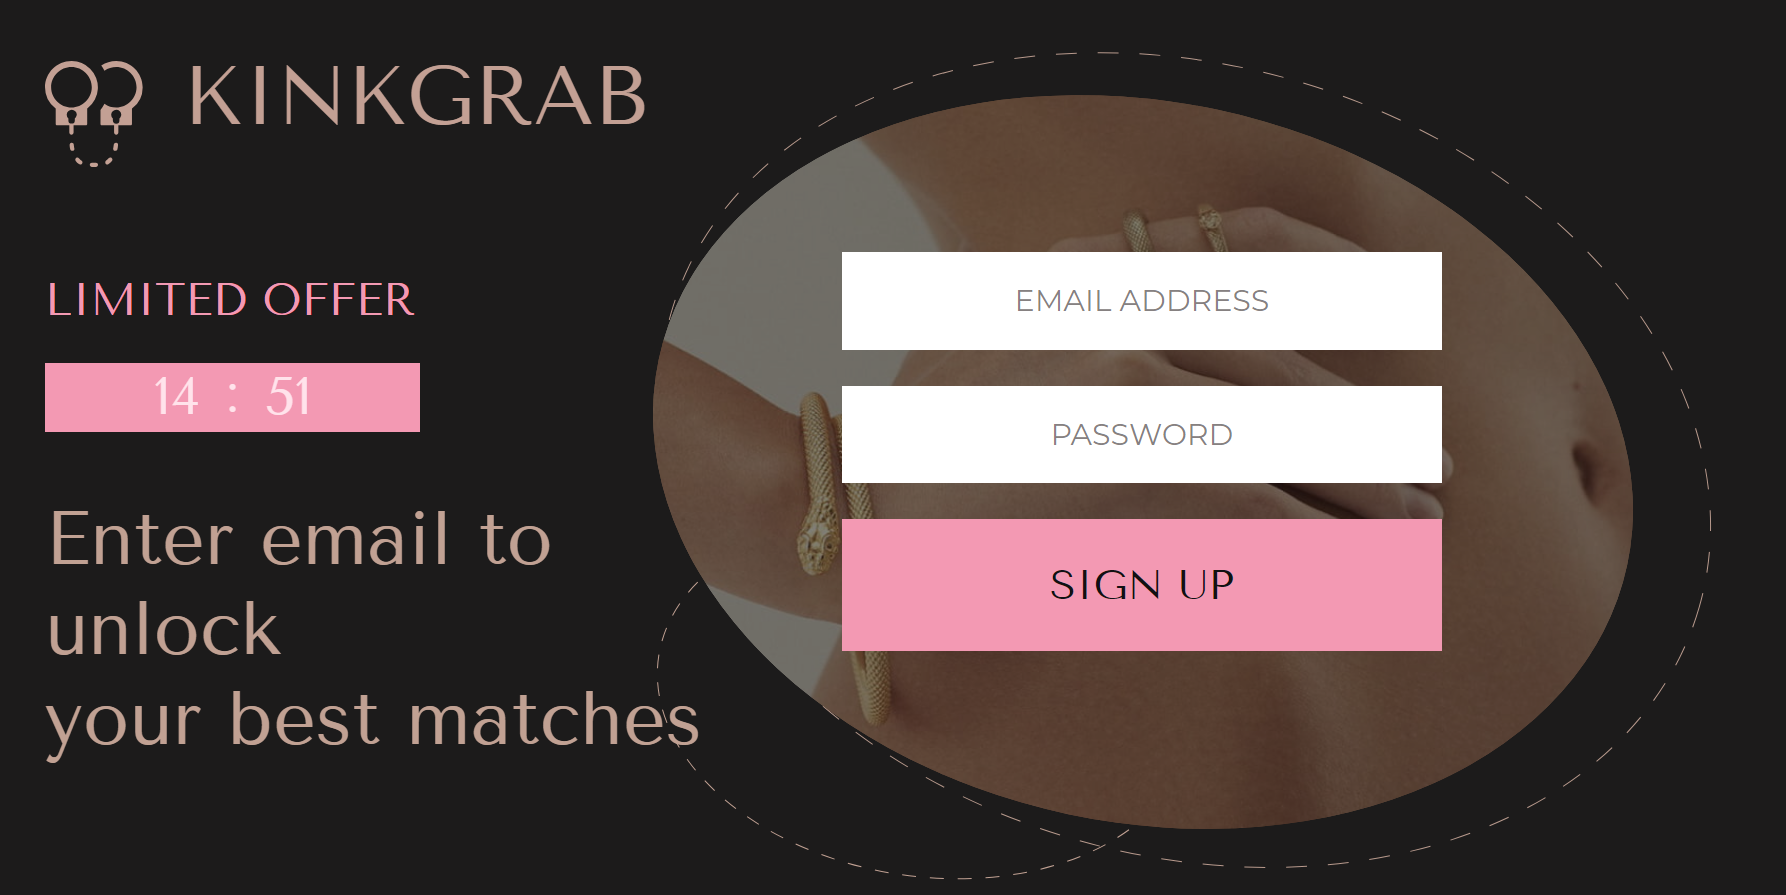 KINKGRAB
LIMITED OFFER
14 : 51
Enter email to
unlock
your best matches
EMAIL ADDRESS
PASSWORD
SIGN UP